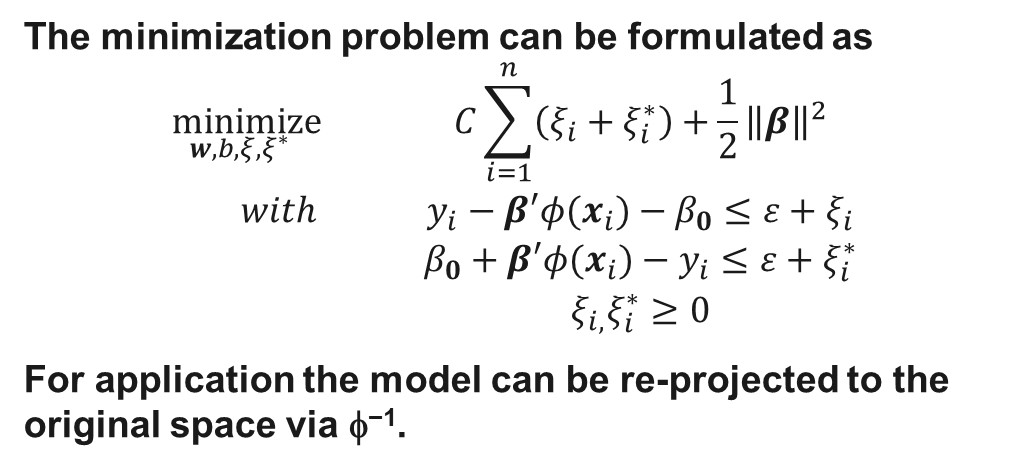 The minimization problem can be formulated as
minimize w,b,ξ,ξ* C ∑_{i=1}^{n} (ξ_i + ξ_i^*) + 1/2 ‖β‖²
with y_i − β′ϕ(x_i) − β_0 ≤ ε + ξ_i
β_0 + β′ϕ(x_i) − y_i ≤ ε + ξ_i^*
ξ_i, ξ_i^* ≥ 0
For application the model can be re-projected to the
original space via ϕ⁻¹.